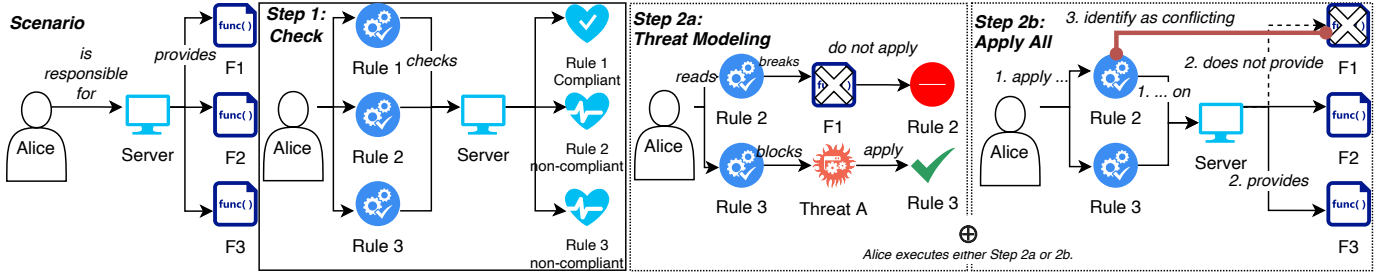 Scenario
is
responsible
for
Alice
Server
provides
func()
F1
func()
F2
func()
F3
Step 1:
Check
Alice
Rule 1
Rule 2
Rule 3
checks
Server
Rule 1
Compliant
Rule 2
non-compliant
Rule 3
non-compliant
Step 2a:
Threat Modeling
Alice
reads
Rule 2
breaks
F1
do not apply
Rule 2
Rule 3
blocks
Threat A
apply
Rule 3
Step 2b:
Apply All
3. identify as conflicting
Alice
1. apply ...
Rule 2
1. ... on
Rule 3
Server
2. does not provide
F1
func()
F2
2. provides
func()
F3
Alice executes either Step 2a or 2b.